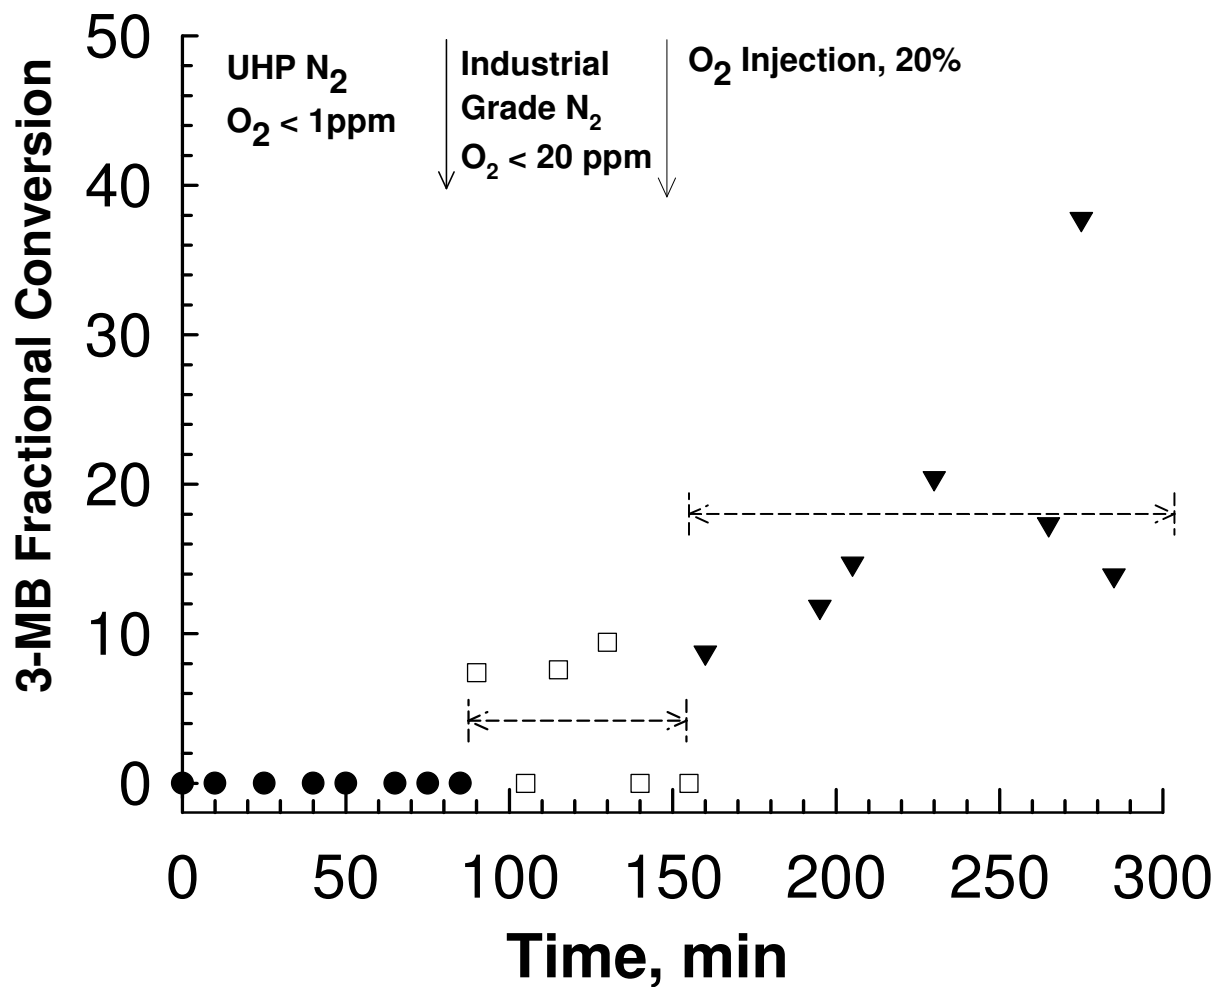 50
40
30
20
10
0
3-MB Fractional Conversion
UHP N₂
O₂ < 1ppm
Industrial
Grade N₂
O₂ < 20 ppm
O₂ Injection, 20%
0 50 100 150 200 250 300
Time, min